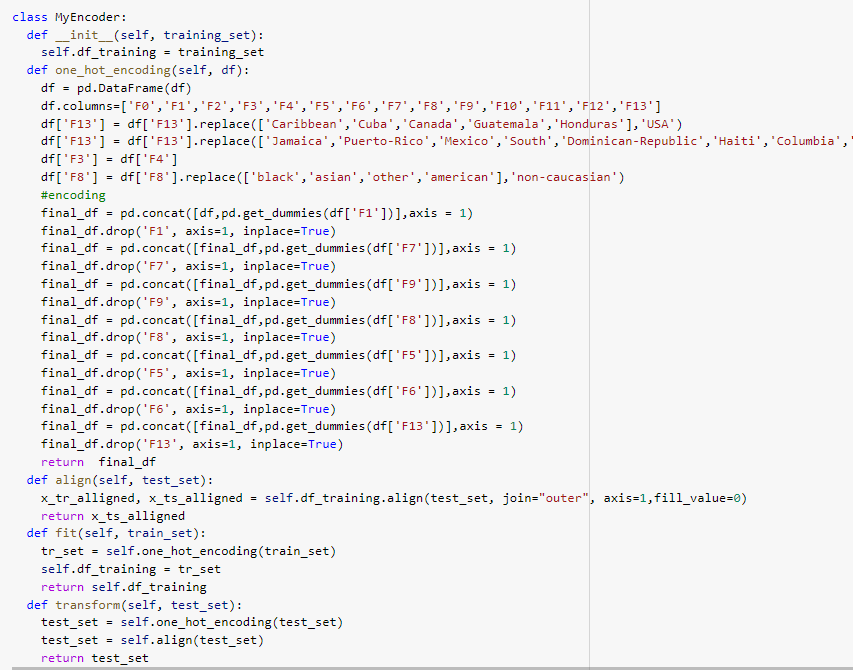 class MyEncoder:
  def __init__(self, training_set):
    self.df_training = training_set
  def one_hot_encoding(self, df):
    df = pd.DataFrame(df)
    df.columns=['F0','F1','F2','F3','F4','F5','F6','F7','F8','F9','F10','F11','F12','F13']
    df['F13'] = df['F13'].replace(['Caribbean','Cuba','Canada','Guatemala','Honduras'],'USA')
    df['F13'] = df['F13'].replace(['Jamaica','Puerto-Rico','Mexico','South','Dominican-Republic','Haiti','Columbia','
    df['F3'] = df['F4']
    df['F8'] = df['F8'].replace(['black','asian','other','american'],'non-caucasian')
    #encoding
    final_df = pd.concat([df,pd.get_dummies(df['F1'])],axis = 1)
    final_df.drop('F1', axis=1, inplace=True)
    final_df = pd.concat([final_df,pd.get_dummies(df['F7'])],axis = 1)
    final_df.drop('F7', axis=1, inplace=True)
    final_df = pd.concat([final_df,pd.get_dummies(df['F9'])],axis = 1)
    final_df.drop('F9', axis=1, inplace=True)
    final_df = pd.concat([final_df,pd.get_dummies(df['F8'])],axis = 1)
    final_df.drop('F8', axis=1, inplace=True)
    final_df = pd.concat([final_df,pd.get_dummies(df['F5'])],axis = 1)
    final_df.drop('F5', axis=1, inplace=True)
    final_df = pd.concat([final_df,pd.get_dummies(df['F6'])],axis = 1)
    final_df.drop('F6', axis=1, inplace=True)
    final_df = pd.concat([final_df,pd.get_dummies(df['F13'])],axis = 1)
    final_df.drop('F13', axis=1, inplace=True)
    return  final_df
  def align(self, test_set):
    x_tr_alligned, x_ts_alligned = self.df_training.align(test_set, join="outer", axis=1,fill_value=0)
    return x_ts_alligned
  def fit(self, train_set):
    tr_set = self.one_hot_encoding(train_set)
    self.df_training = tr_set
    return self.df_training
  def transform(self, test_set):
    test_set = self.one_hot_encoding(test_set)
    test_set = self.align(test_set)
    return test_set